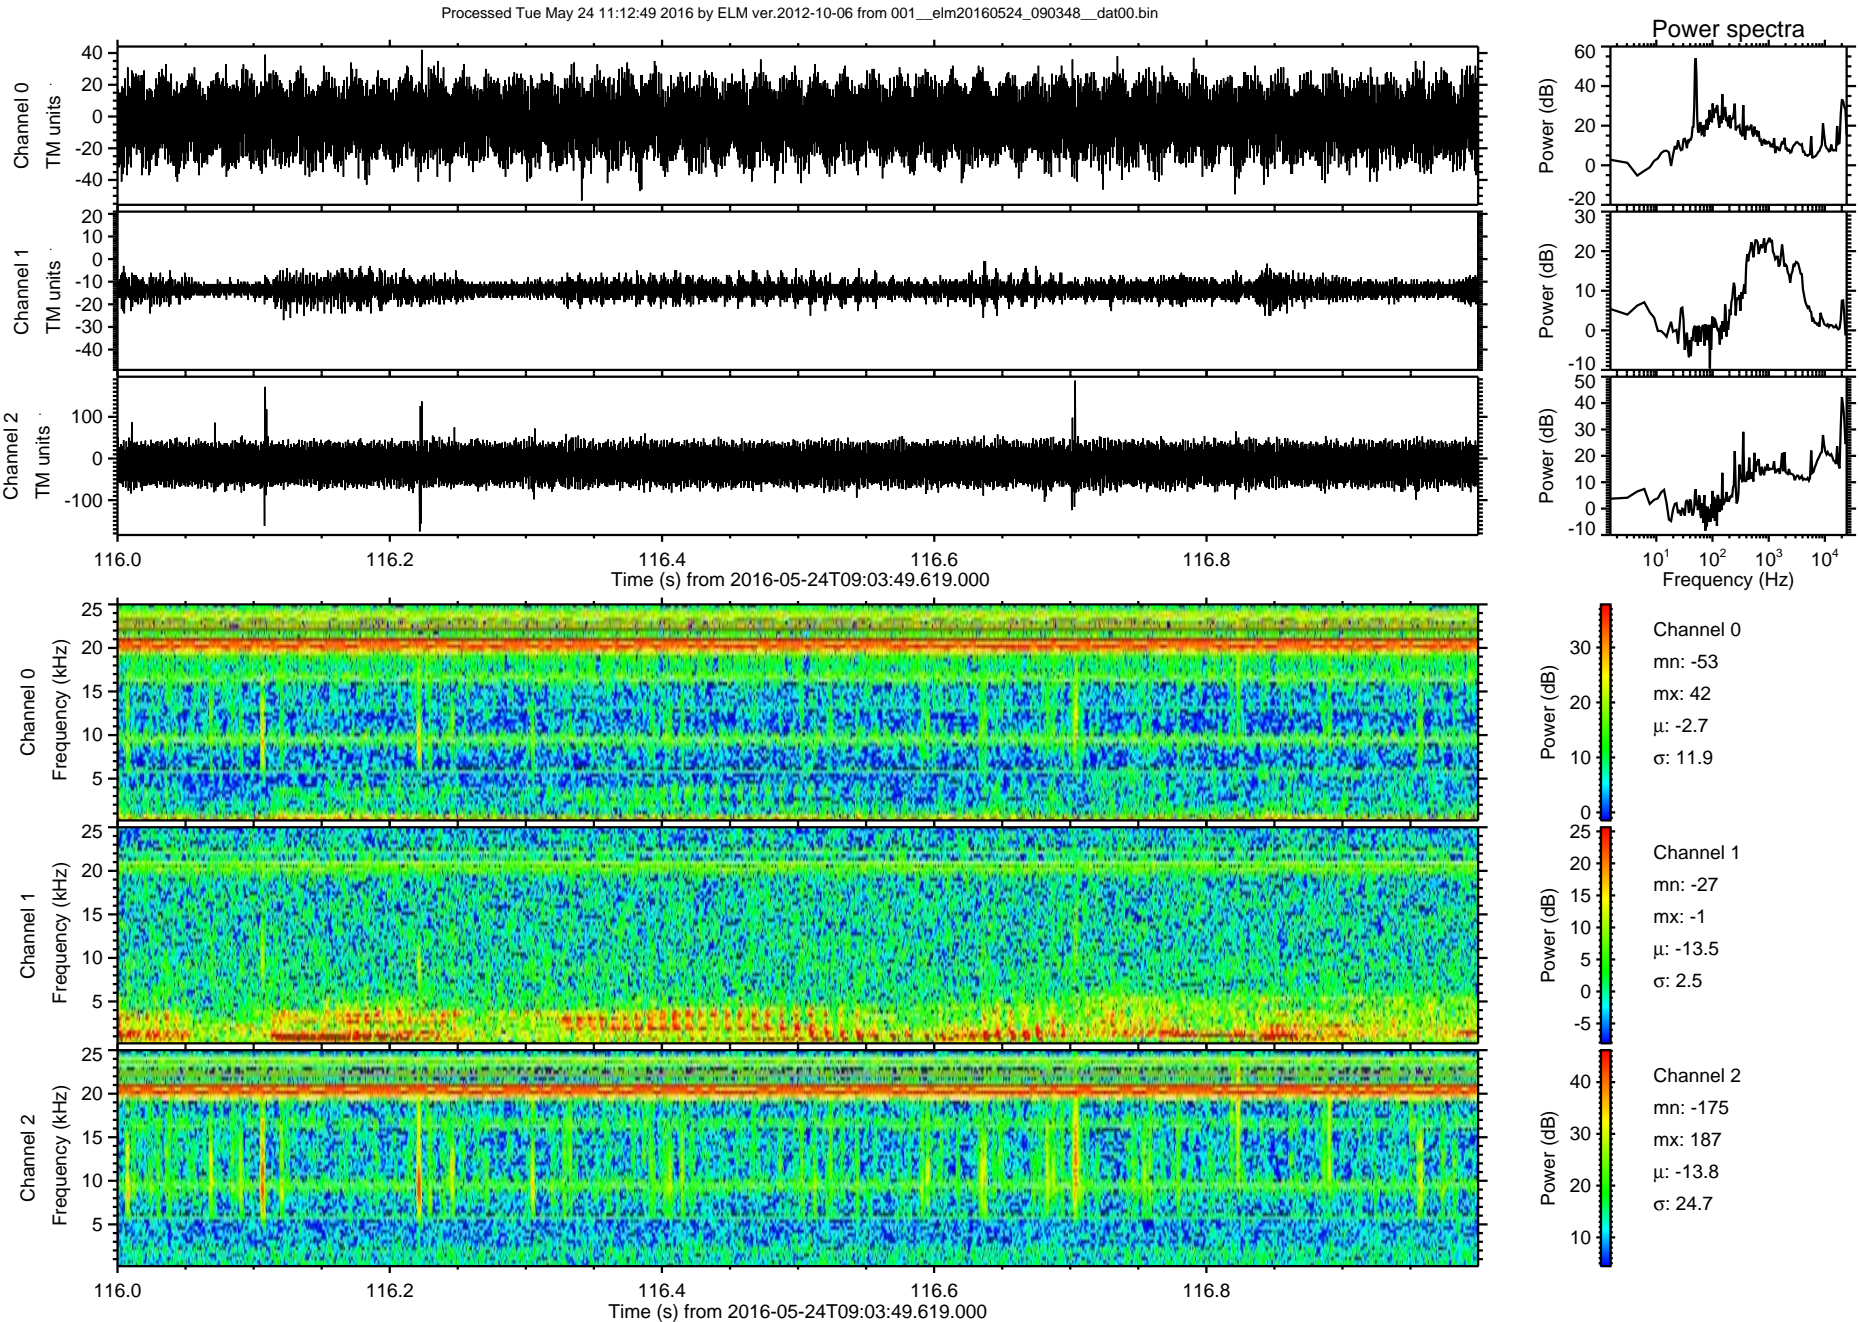 Processed Tue May 24 11:12:49 2016 by ELM ver.2012-10-06 from 001__elm20160524_090348__dat00.bin
Power spectra
Channel 0
TM units
40
20
0
-20
-40
Power (dB)
60
40
20
0
-20
Channel 1
TM units
20
10
0
-10
-20
-30
-40
Power (dB)
30
20
10
0
-10
Channel 2
TM units
100
0
-100
Power (dB)
50
40
30
20
10
0
-10
116.0 116.2 116.4 116.6 116.8
Time (s) from 2016-05-24T09:03:49.619.000
10^1 10^2 10^3 10^4
Frequency (Hz)
Channel 0
Frequency (kHz)
25
20
15
10
5
Power (dB)
30
20
10
0
Channel 0
mn: -53
mx: 42
μ: -2.7
σ: 11.9
Channel 1
Frequency (kHz)
25
20
15
10
5
Power (dB)
25
20
15
10
5
0
-5
Channel 1
mn: -27
mx: -1
μ: -13.5
σ: 2.5
Channel 2
Frequency (kHz)
25
20
15
10
5
Power (dB)
40
30
20
10
Channel 2
mn: -175
mx: 187
μ: -13.8
σ: 24.7
116.0 116.2 116.4 116.6 116.8
Time (s) from 2016-05-24T09:03:49.619.000